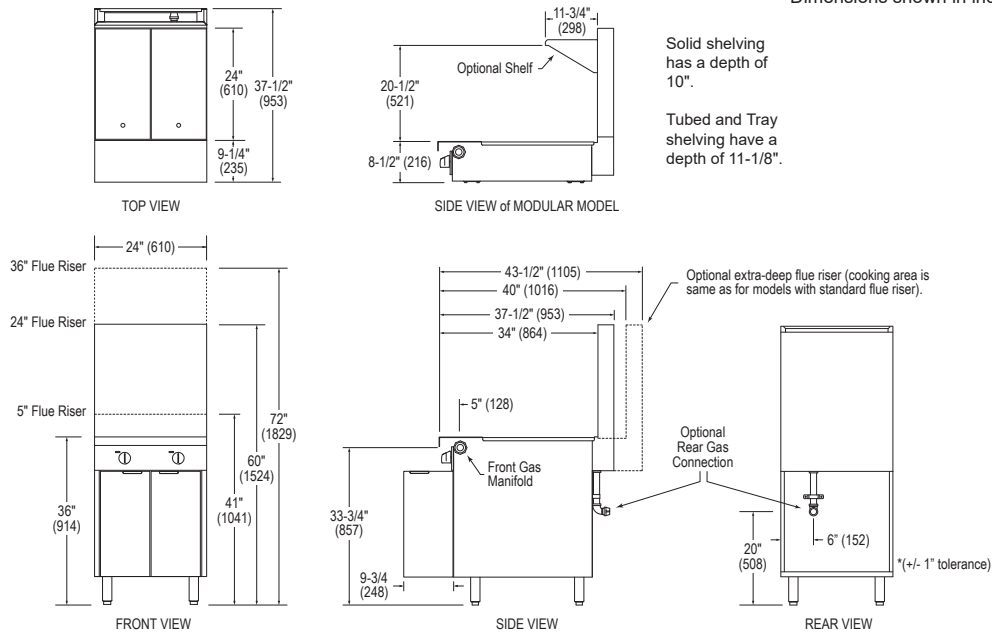 Dimensions shown in inc
24"
(610)
37-1/2"
(953)
9-1/4"
(235)
TOP VIEW
11-3/4"
(298)
Optional Shelf
20-1/2"
(521)
8-1/2" (216)
SIDE VIEW of MODULAR MODEL
Solid shelving
has a depth of
10".
Tubed and Tray
shelving have a
depth of 11-1/8".
24" (610)
36" Flue Riser
24" Flue Riser
5" Flue Riser
72"
(1829)
60"
(1524)
41"
(1041)
36"
(914)
FRONT VIEW
43-1/2" (1105)
40" (1016)
37-1/2" (953)
34" (864)
Optional extra-deep flue riser (cooking area is
same as for models with standard flue riser).
5" (128)
Front Gas
Manifold
Optional
Rear Gas
Connection
33-3/4"
(857)
9-3/4
(248)
SIDE VIEW
20"
(508)
6" (152)
*(+/- 1" tolerance)
REAR VIEW